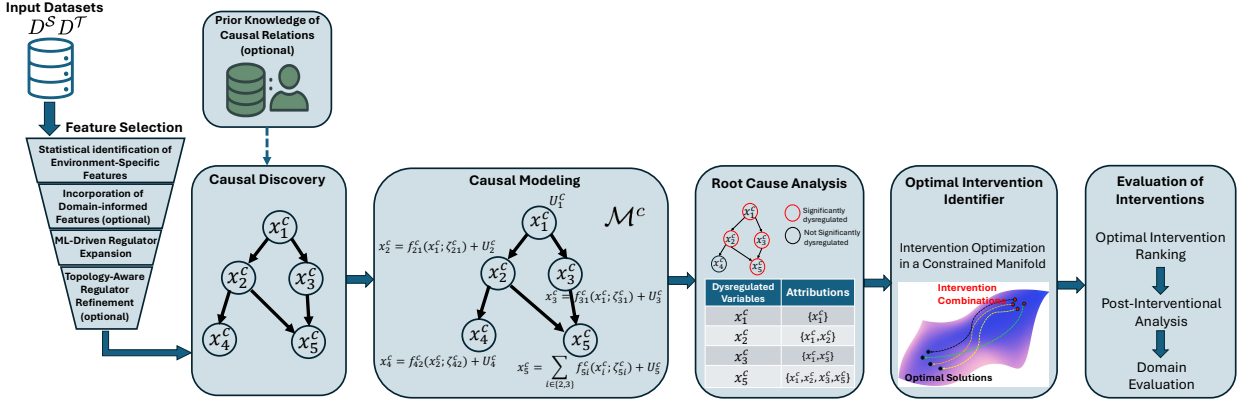 Input Datasets
D^S D^T
Feature Selection
Statistical identification of
Environment-Specific
Features
Incorporation of
Domain-informed
Features (optional)
ML-Driven Regulator
Expansion
Topology-Aware
Regulator
Refinement
(optional)
Prior Knowledge of
Causal Relations
(optional)
Causal Discovery
x_1^c
x_2^c
x_3^c
x_4^c
x_5^c
Causal Modeling
U_1^c
x_1^c
ℳ^c
x_2^c = f_21^c(x_1^c; ζ_21^c) + U_2^c
x_2^c
x_3^c
x_3^c = f_31^c(x_1^c; ζ_31^c) + U_3^c
x_4^c
x_5^c
x_4^c = f_42^c(x_2^c; ζ_42^c) + U_4^c
x_5^c = ∑_{i∈{2,3}} f_5i^c(x_i^c; ζ_5i^c) + U_5^c
Root Cause Analysis
x_1^c
x_2^c
x_3^c
x_4^c
x_5^c
Significantly
dysregulated
Not Significantly
dysregulated
Dysregulated
Variables
Attributions
x_1^c {x_1^c}
x_2^c {x_1^c,x_2^c}
x_3^c {x_1^c,x_3^c}
x_5^c {x_1^c,x_2^c,x_3^c,x_5^c}
Optimal Intervention
Identifier
Intervention Optimization
in a Constrained Manifold
Intervention
Combinations
Optimal Solutions
Evaluation of
Interventions
Optimal Intervention
Ranking
Post-Interventional
Analysis
Domain
Evaluation